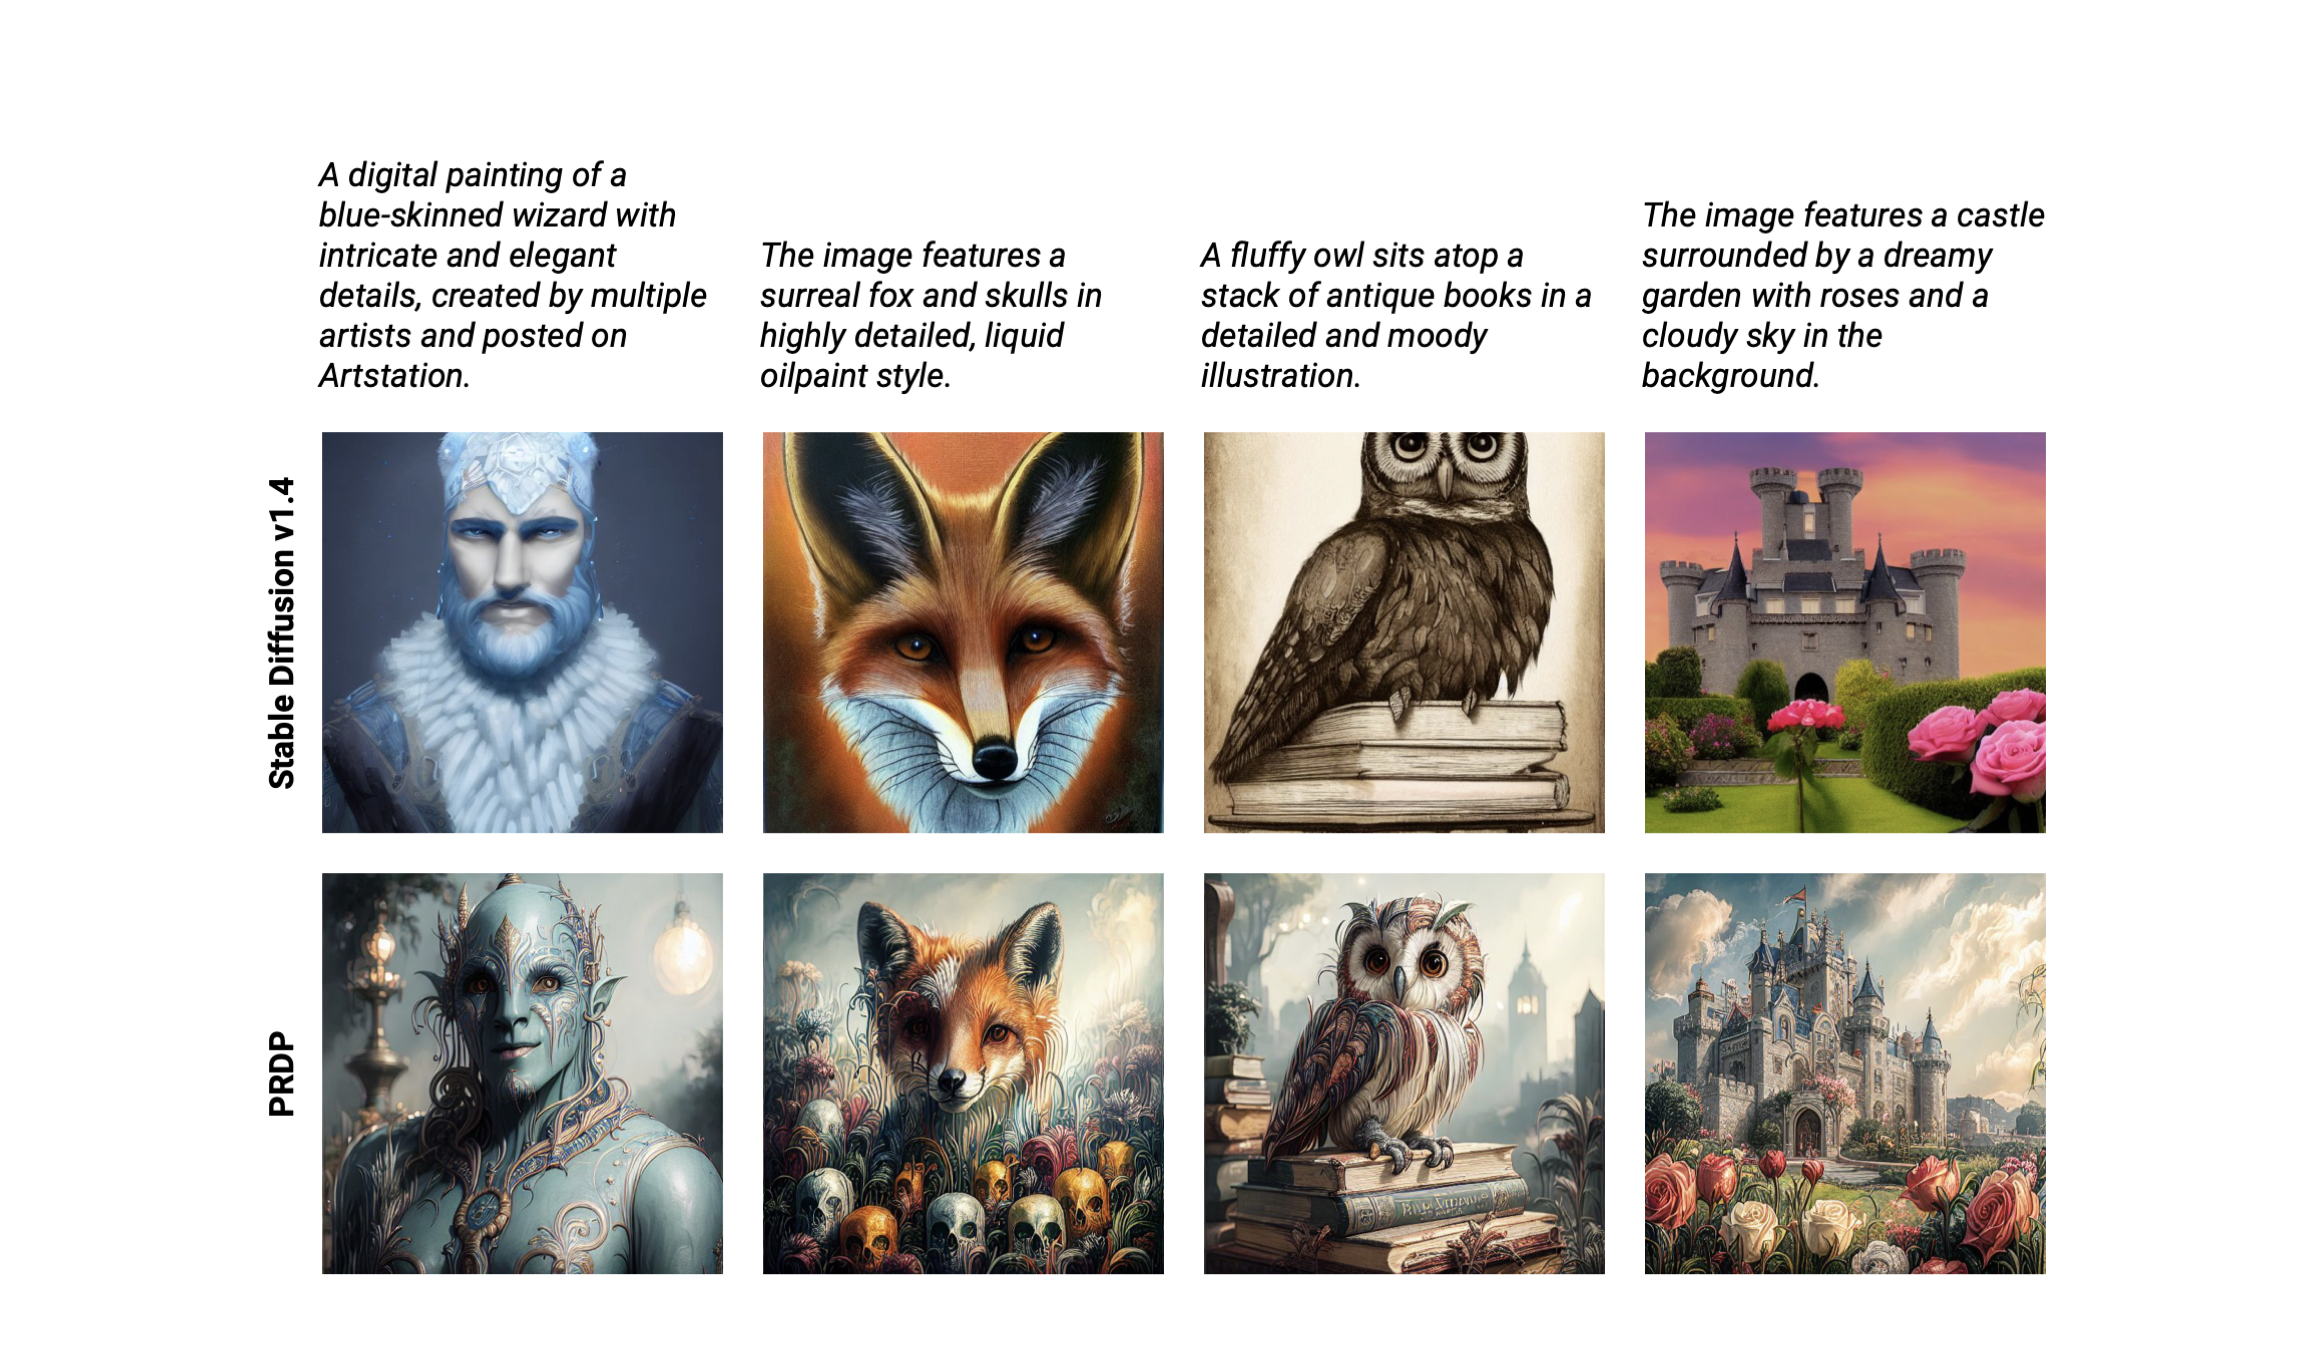 A digital painting of a
blue-skinned wizard with
intricate and elegant
details, created by multiple
artists and posted on
Artstation.
The image features a
surreal fox and skulls in
highly detailed, liquid
oilpaint style.
A fluffy owl sits atop a
stack of antique books in a
detailed and moody
illustration.
The image features a castle
surrounded by a dreamy
garden with roses and a
cloudy sky in the
background.
Stable Diffusion v1.4
PRDP